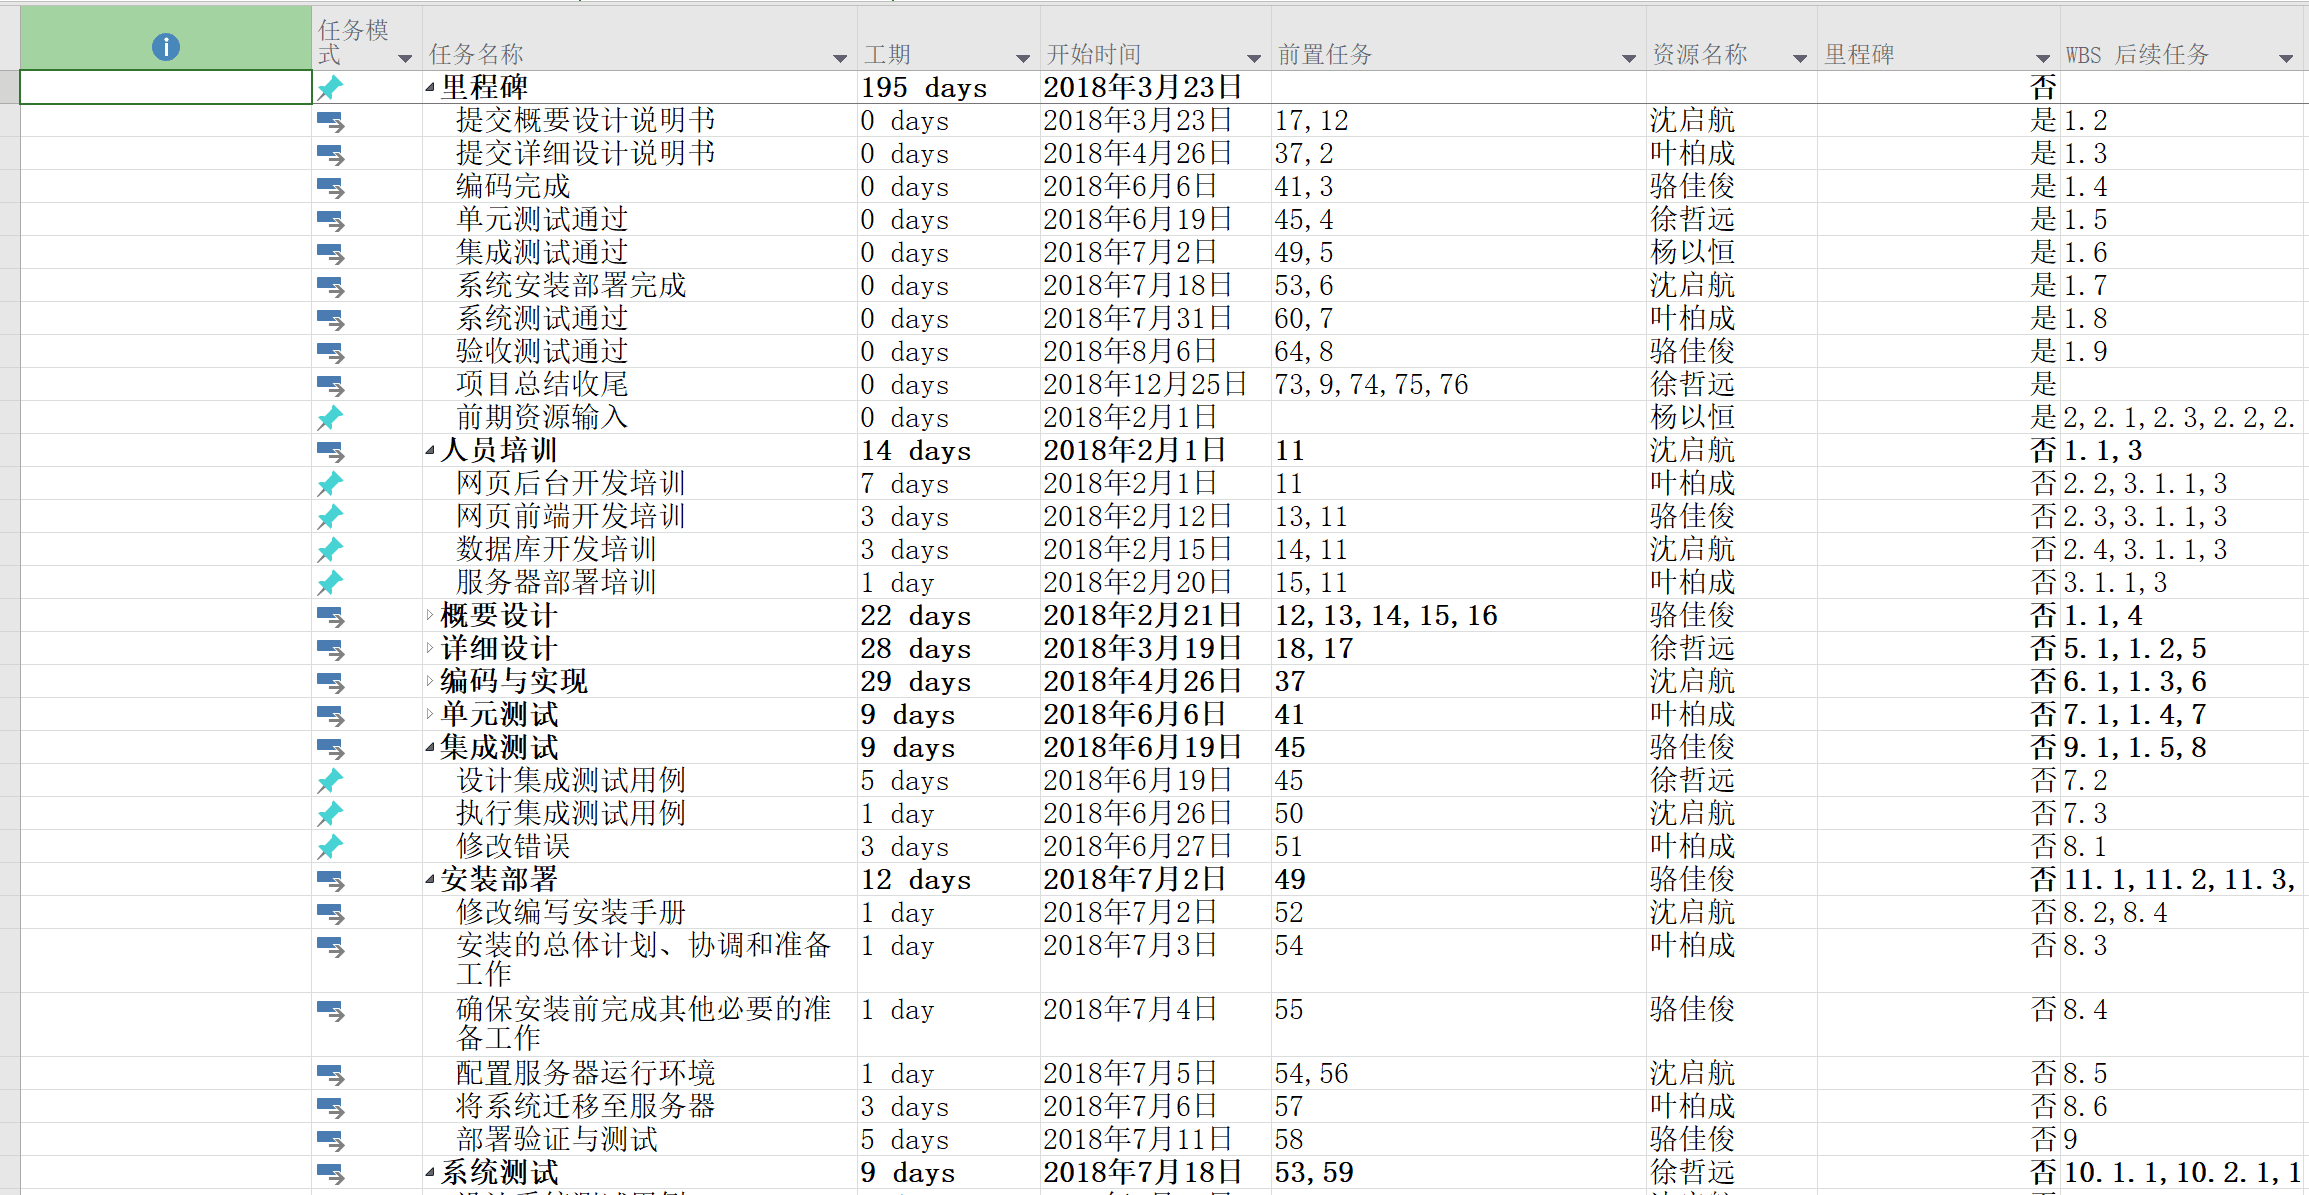 任务模式 任务名称 工期 开始时间 前置任务 资源名称 里程碑 WBS 后续任务
里程碑 195 days 2018年3月23日 否
提交概要设计说明书 0 days 2018年3月23日 17,12 沈启航 是 1.2
提交详细设计说明书 0 days 2018年4月26日 37,2 叶柏成 是 1.3
编码完成 0 days 2018年6月6日 41,3 骆佳俊 是 1.4
单元测试通过 0 days 2018年6月19日 45,4 徐哲远 是 1.5
集成测试通过 0 days 2018年7月2日 49,5 杨以恒 是 1.6
系统安装部署完成 0 days 2018年7月18日 53,6 沈启航 是 1.7
系统测试通过 0 days 2018年7月31日 60,7 叶柏成 是 1.8
验收测试通过 0 days 2018年8月6日 64,8 骆佳俊 是 1.9
项目总结收尾 0 days 2018年12月25日 73,9,74,75,76 徐哲远 是
前期资源输入 0 days 2018年2月1日 杨以恒 是 2,2.1,2.3,2.2,2.
人员培训 14 days 2018年2月1日 11 沈启航 否 1.1,3
网页后台开发培训 7 days 2018年2月1日 11 叶柏成 否 2.2,3.1.1,3
网页前端开发培训 3 days 2018年2月12日 13,11 骆佳俊 否 2.3,3.1.1,3
数据库开发培训 3 days 2018年2月15日 14,11 沈启航 否 2.4,3.1.1,3
服务器部署培训 1 day 2018年2月20日 15,11 叶柏成 否 3.1.1,3
概要设计 22 days 2018年2月21日 12,13,14,15,16 骆佳俊 否 1.1,4
详细设计 28 days 2018年3月19日 18,17 徐哲远 否 5.1,1.2,5
编码与实现 29 days 2018年4月26日 37 沈启航 否 6.1,1.3,6
单元测试 9 days 2018年6月6日 41 叶柏成 否 7.1,1.4,7
集成测试 9 days 2018年6月19日 45 骆佳俊 否 9.1,1.5,8
设计集成测试用例 5 days 2018年6月19日 45 徐哲远 否 7.2
执行集成测试用例 1 day 2018年6月26日 50 沈启航 否 7.3
修改错误 3 days 2018年6月27日 51 叶柏成 否 8.1
安装部署 12 days 2018年7月2日 49 骆佳俊 否 11.1,11.2,11.3,
修改编写安装手册 1 day 2018年7月2日 52 沈启航 否 8.2,8.4
安装的总体计划、协调和准备 1 day 2018年7月3日 54 叶柏成 否 8.3
工作
确保安装前完成其他必要的准 1 day 2018年7月4日 55 骆佳俊 否 8.4
备工作
配置服务器运行环境 1 day 2018年7月5日 54,56 沈启航 否 8.5
将系统迁移至服务器 3 days 2018年7月6日 57 叶柏成 否 8.6
部署验证与测试 5 days 2018年7月11日 58 骆佳俊 否 9
系统测试 9 days 2018年7月18日 53,59 徐哲远 否 10.1.1,10.2.1,1